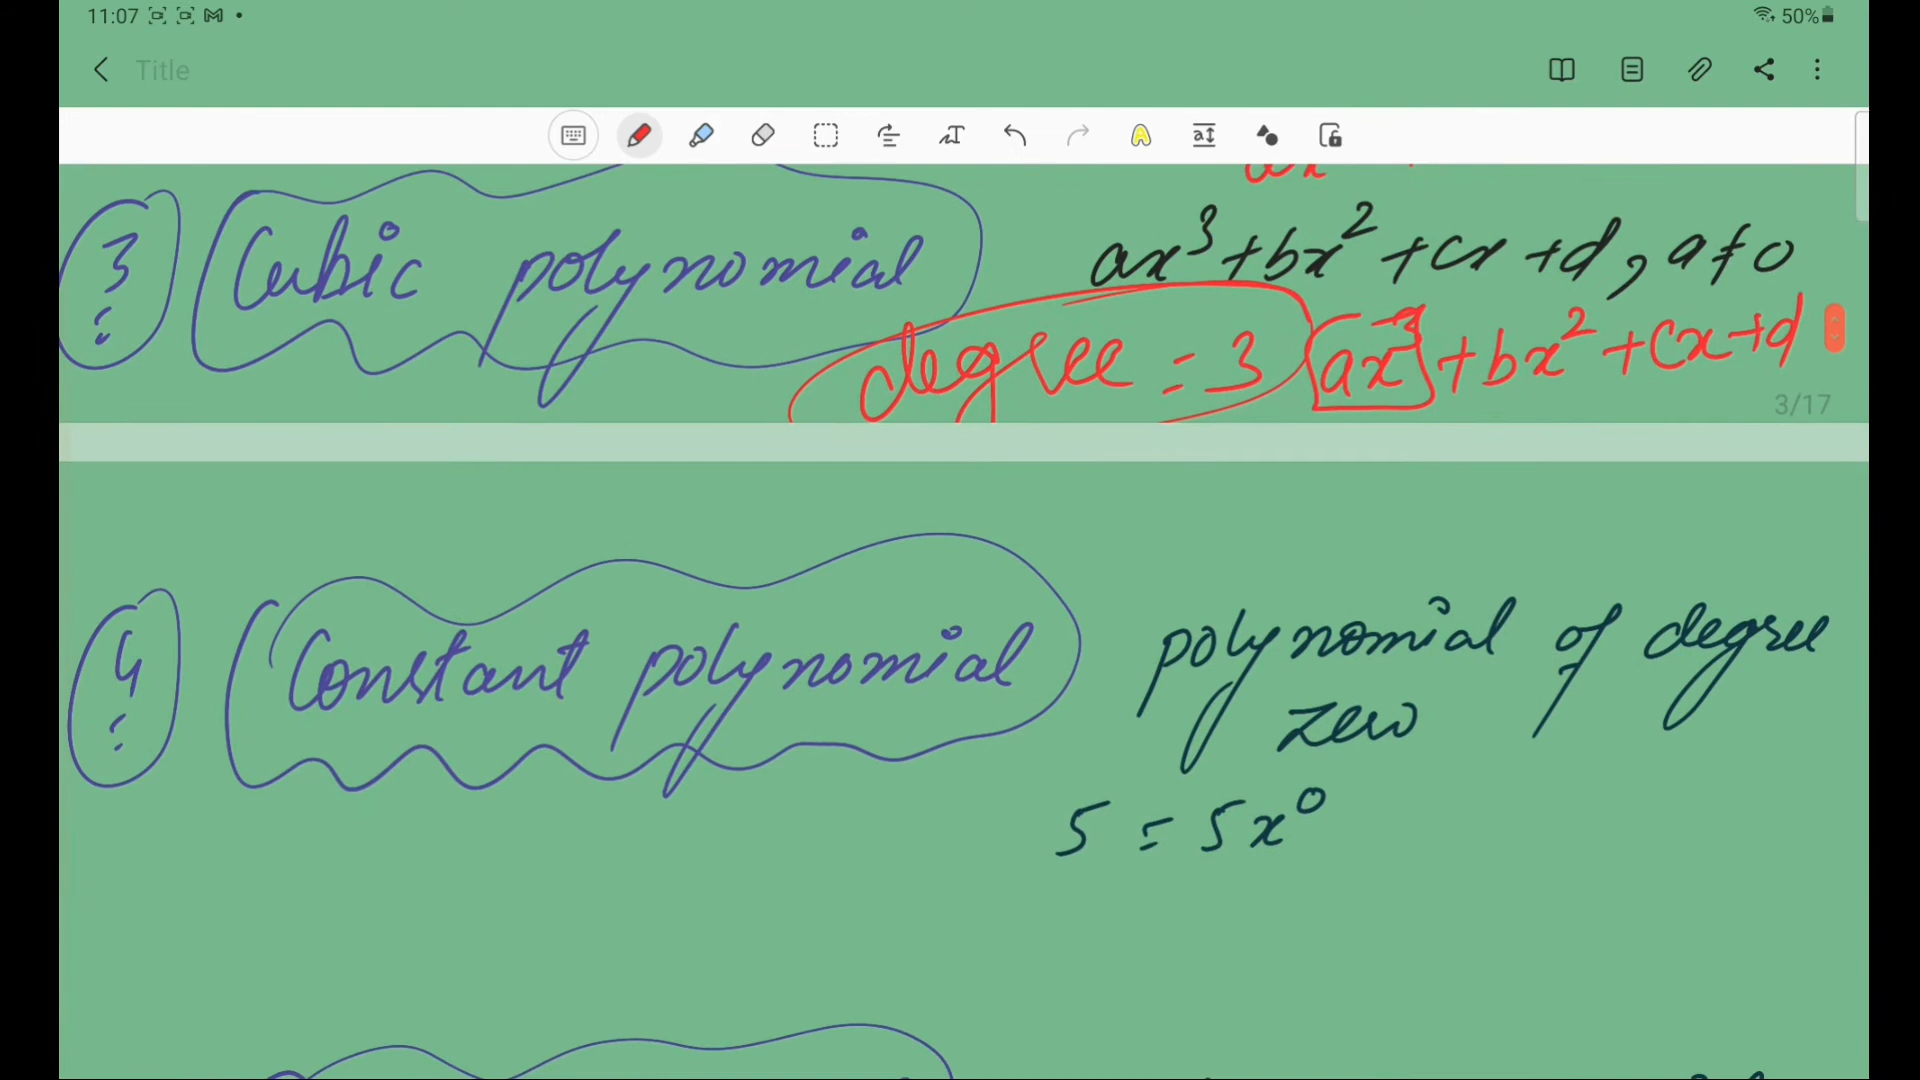 11:07 50%
Title
3 Cubic polynomial ax³+bx²+cx+d, a≠0
degree = 3 ax³+bx²+cx+d
3/17
4 Constant polynomial polynomial of degree
zero
5 = 5x⁰